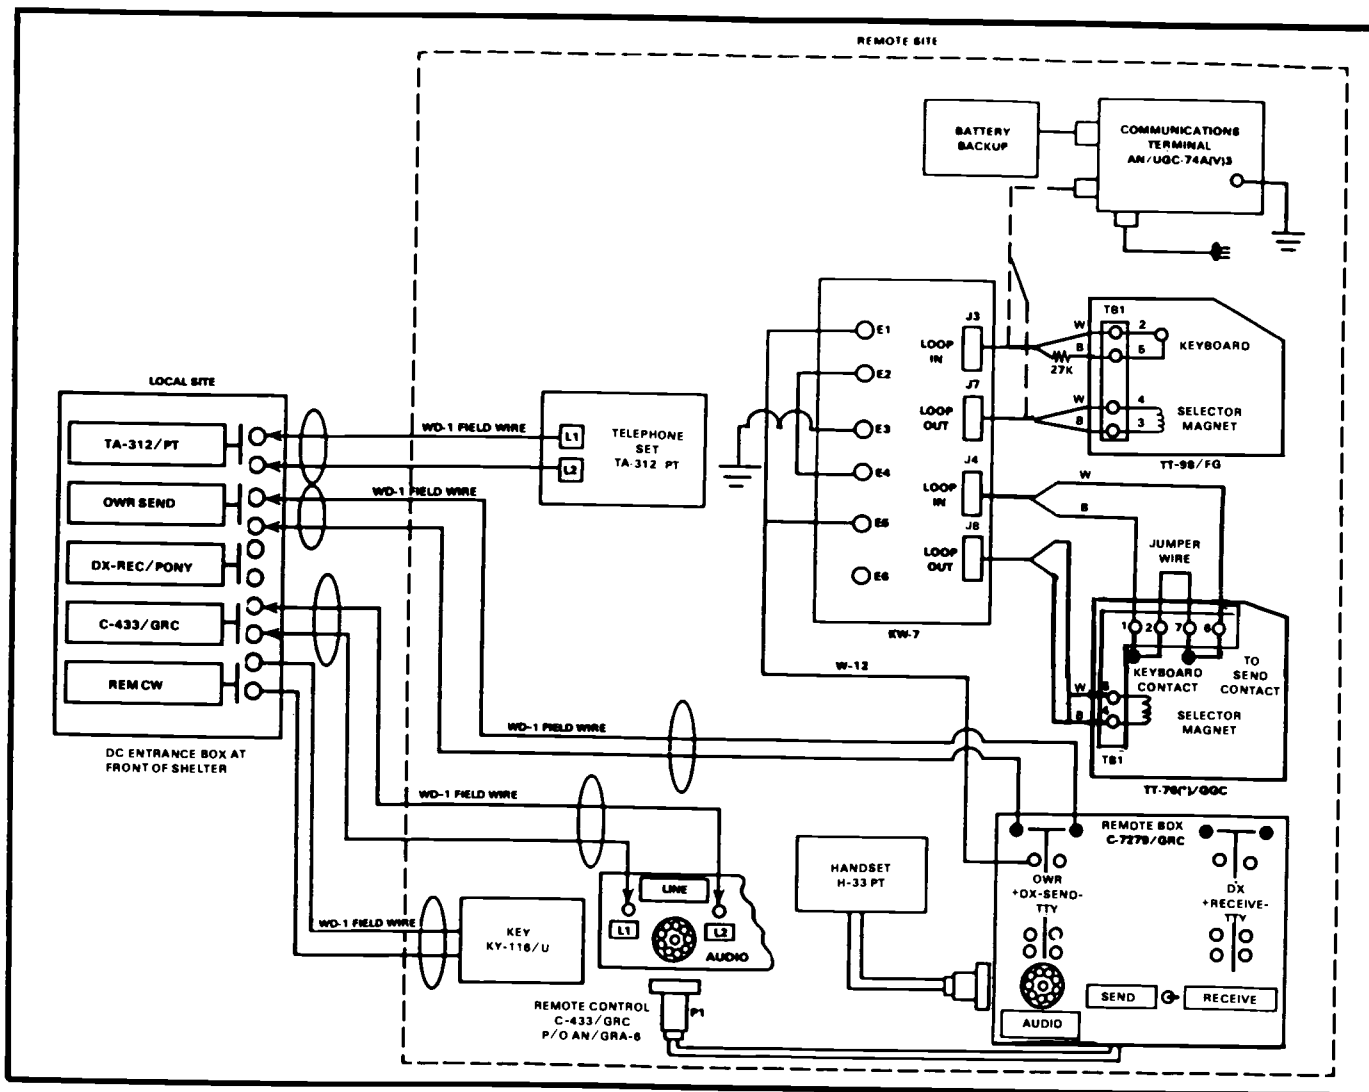 REMOTE SITE
BATTERY
BACKUP
COMMUNICATIONS
TERMINAL
AN/UGC-74A(V)3
LOCAL SITE
TA-312/PT
OWR SEND
DX-REC/PONY
C-433/GRC
REM CW
DC ENTRANCE BOX AT
FRONT OF SHELTER
WD-1 FIELD WIRE
WD-1 FIELD WIRE
L1
L2
TELEPHONE
SET
TA-312 PT
E1
E2
E3
E4
E5
E6
J3
LOOP
IN
J7
LOOP
OUT
J4
LOOP
IN
J8
LOOP
OUT
KW-7
W
B
27K
W
B
TB1
2
5
KEYBOARD
4
3
SELECTOR
MAGNET
TT-98/FG
W
B
JUMPER
WIRE
1
2
7
6
KEYBOARD
CONTACT
TO
SEND
CONTACT
W
B
5
4
SELECTOR
MAGNET
TB1
TT-76(*)/GGC
W-12
WD-1 FIELD WIRE
WD-1 FIELD WIRE
WD-1 FIELD WIRE
KEY
KY-116/U
LINE
L1
L2
AUDIO
REMOTE CONTROL
C-433/GRC
P/O AN/GRA-6
P1
HANDSET
H-33 PT
REMOTE BOX
C-7279/GRC
OWR
+DX-SEND-
TTY
DX
+RECEIVE-
TTY
SEND
RECEIVE
AUDIO